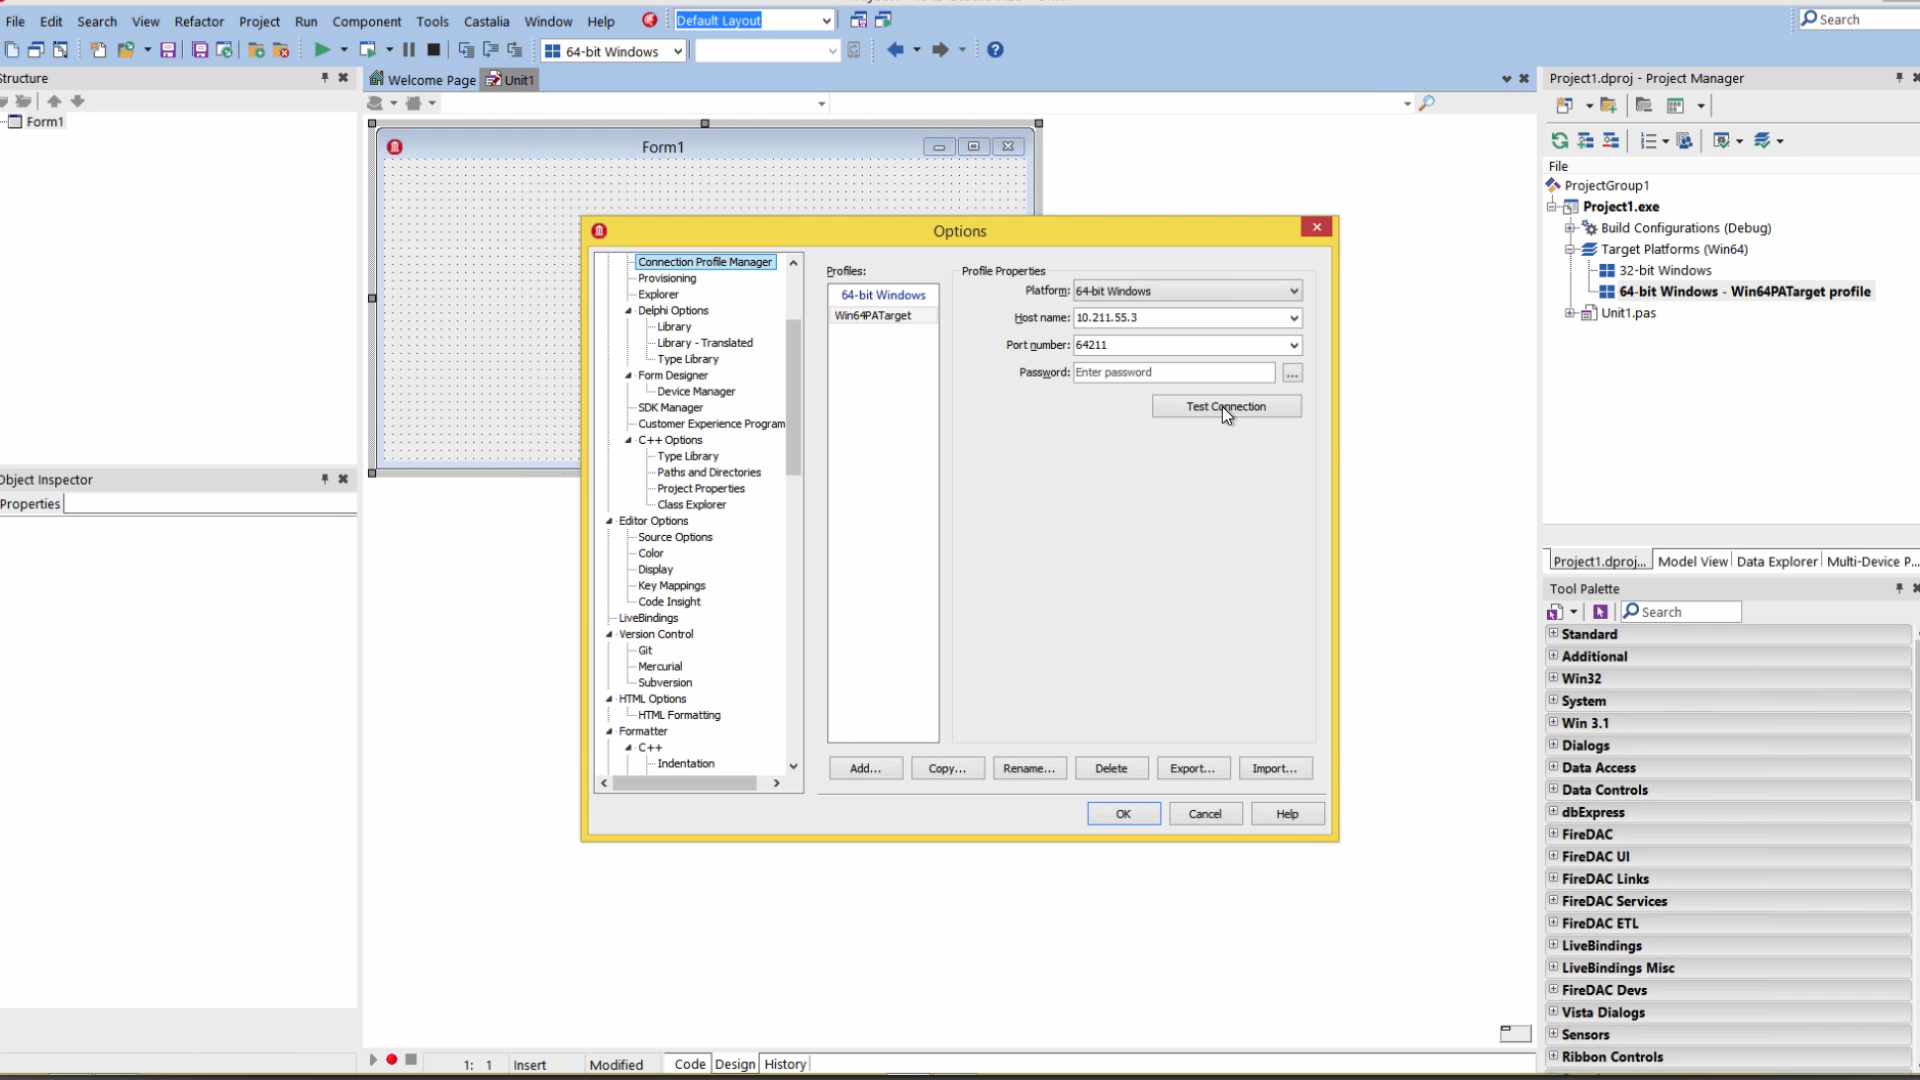 File Edit Search View Refactor Project Run Component Tools Castalia Window Help Default Layout Search
64-bit Windows
Structure
Welcome Page Unit1
Project1.dproj - Project Manager
Form1
Form1
File
ProjectGroup1
Project1.exe
Build Configurations (Debug)
Target Platforms (Win64)
32-bit Windows
64-bit Windows - Win64PATarget profile
Unit1.pas
Options
Connection Profile Manager
Provisioning
Explorer
Delphi Options
Library
Library - Translated
Type Library
Form Designer
Device Manager
SDK Manager
Customer Experience Program
C++ Options
Type Library
Paths and Directories
Project Properties
Class Explorer
Editor Options
Source Options
Color
Display
Key Mappings
Code Insight
LiveBindings
Version Control
Git
Mercurial
Subversion
HTML Options
HTML Formatting
Formatter
C++
Indentation
Profiles:
64-bit Windows
Win64PATarget
Profile Properties
Platform: 64-bit Windows
Host name: 10.211.55.3
Port number: 64211
Password: Enter password ...
Test Connection
Add... Copy... Rename... Delete Export... Import...
OK Cancel Help
Object Inspector
Properties
Project1.dproj... Model View Data Explorer Multi-Device P...
Tool Palette
Search
Standard
Additional
Win32
System
Win 3.1
Dialogs
Data Access
Data Controls
dbExpress
FireDAC
FireDAC UI
FireDAC Links
FireDAC Services
FireDAC ETL
LiveBindings
LiveBindings Misc
FireDAC Devs
Vista Dialogs
Sensors
Ribbon Controls
1: 1 Insert Modified Code Design History